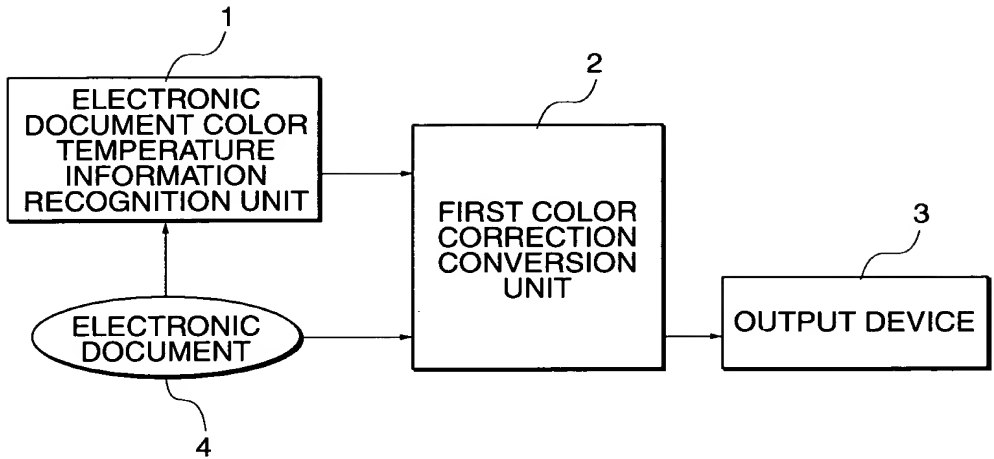 1
ELECTRONIC
DOCUMENT COLOR
TEMPERATURE
INFORMATION
RECOGNITION UNIT
2
FIRST COLOR
CORRECTION
CONVERSION
UNIT
3
OUTPUT DEVICE
ELECTRONIC
DOCUMENT
4